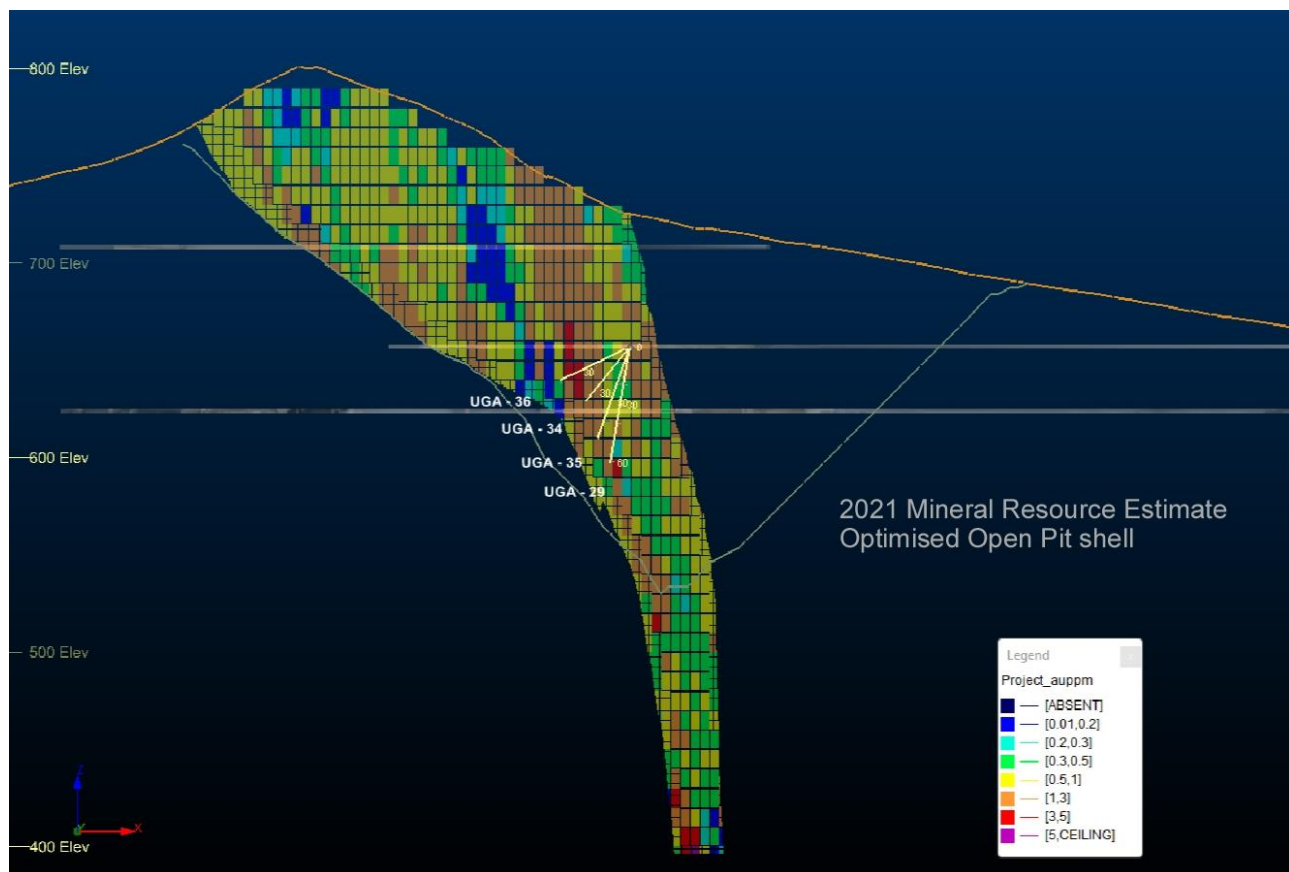 800 Elev
700 Elev
0
30
UGA - 36
30
UGA - 34
600 Elev
UGA - 35
60
UGA - 29
2021 Mineral Resource Estimate
Optimised Open Pit shell
500 Elev
Legend
Project_auppm
[ABSENT]
[0.01,0.2]
[0.2,0.3]
[0.3,0.5]
[0.5,1]
[1,3]
[3,5]
[5,CEILING]
Z
Y
X
400 Elev